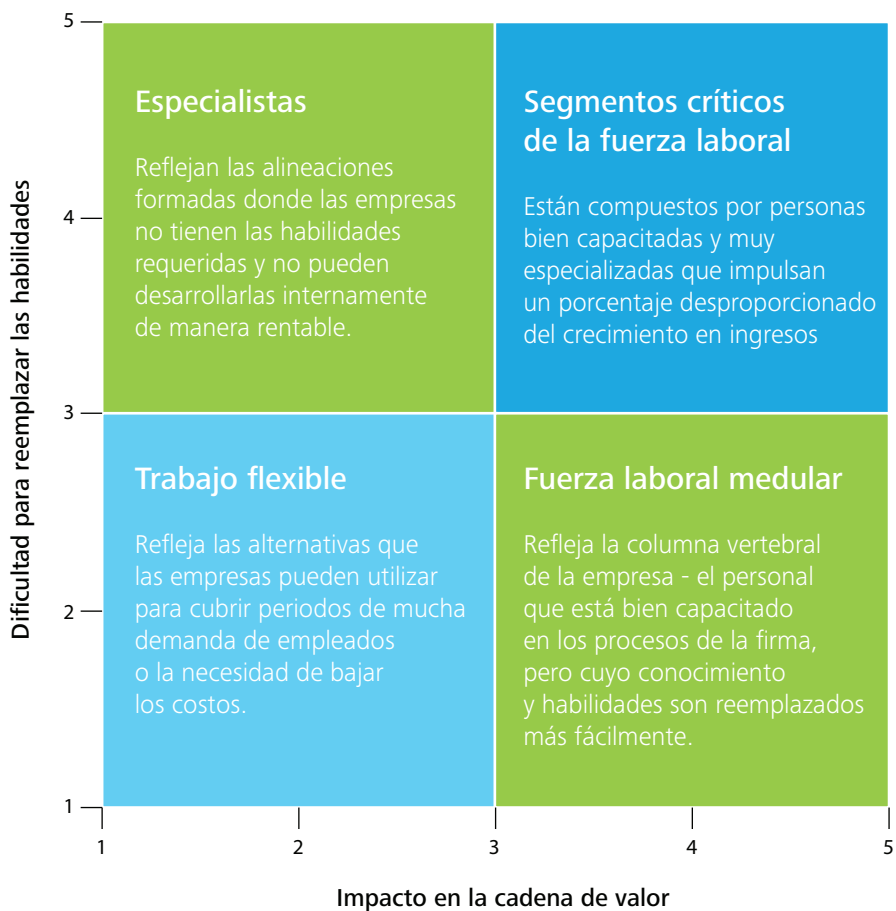 Dificultad para reemplazar las habilidades
5
4
3
2
1
Especialistas
Reflejan las alineaciones
formadas donde las empresas
no tienen las habilidades
requeridas y no pueden
desarrollarlas internamente
de manera rentable.
Segmentos críticos
de la fuerza laboral
Están compuestos por personas
bien capacitadas y muy
especializadas que impulsan
un porcentaje desproporcionado
del crecimiento en ingresos
Trabajo flexible
Refleja las alternativas que
las empresas pueden utilizar
para cubrir periodos de mucha
demanda de empleados
o la necesidad de bajar
los costos.
Fuerza laboral medular
Refleja la columna vertebral
de la empresa - el personal
que está bien capacitado
en los procesos de la firma,
pero cuyo conocimiento
y habilidades son reemplazados
más fácilmente.
1
2
3
4
5
Impacto en la cadena de valor